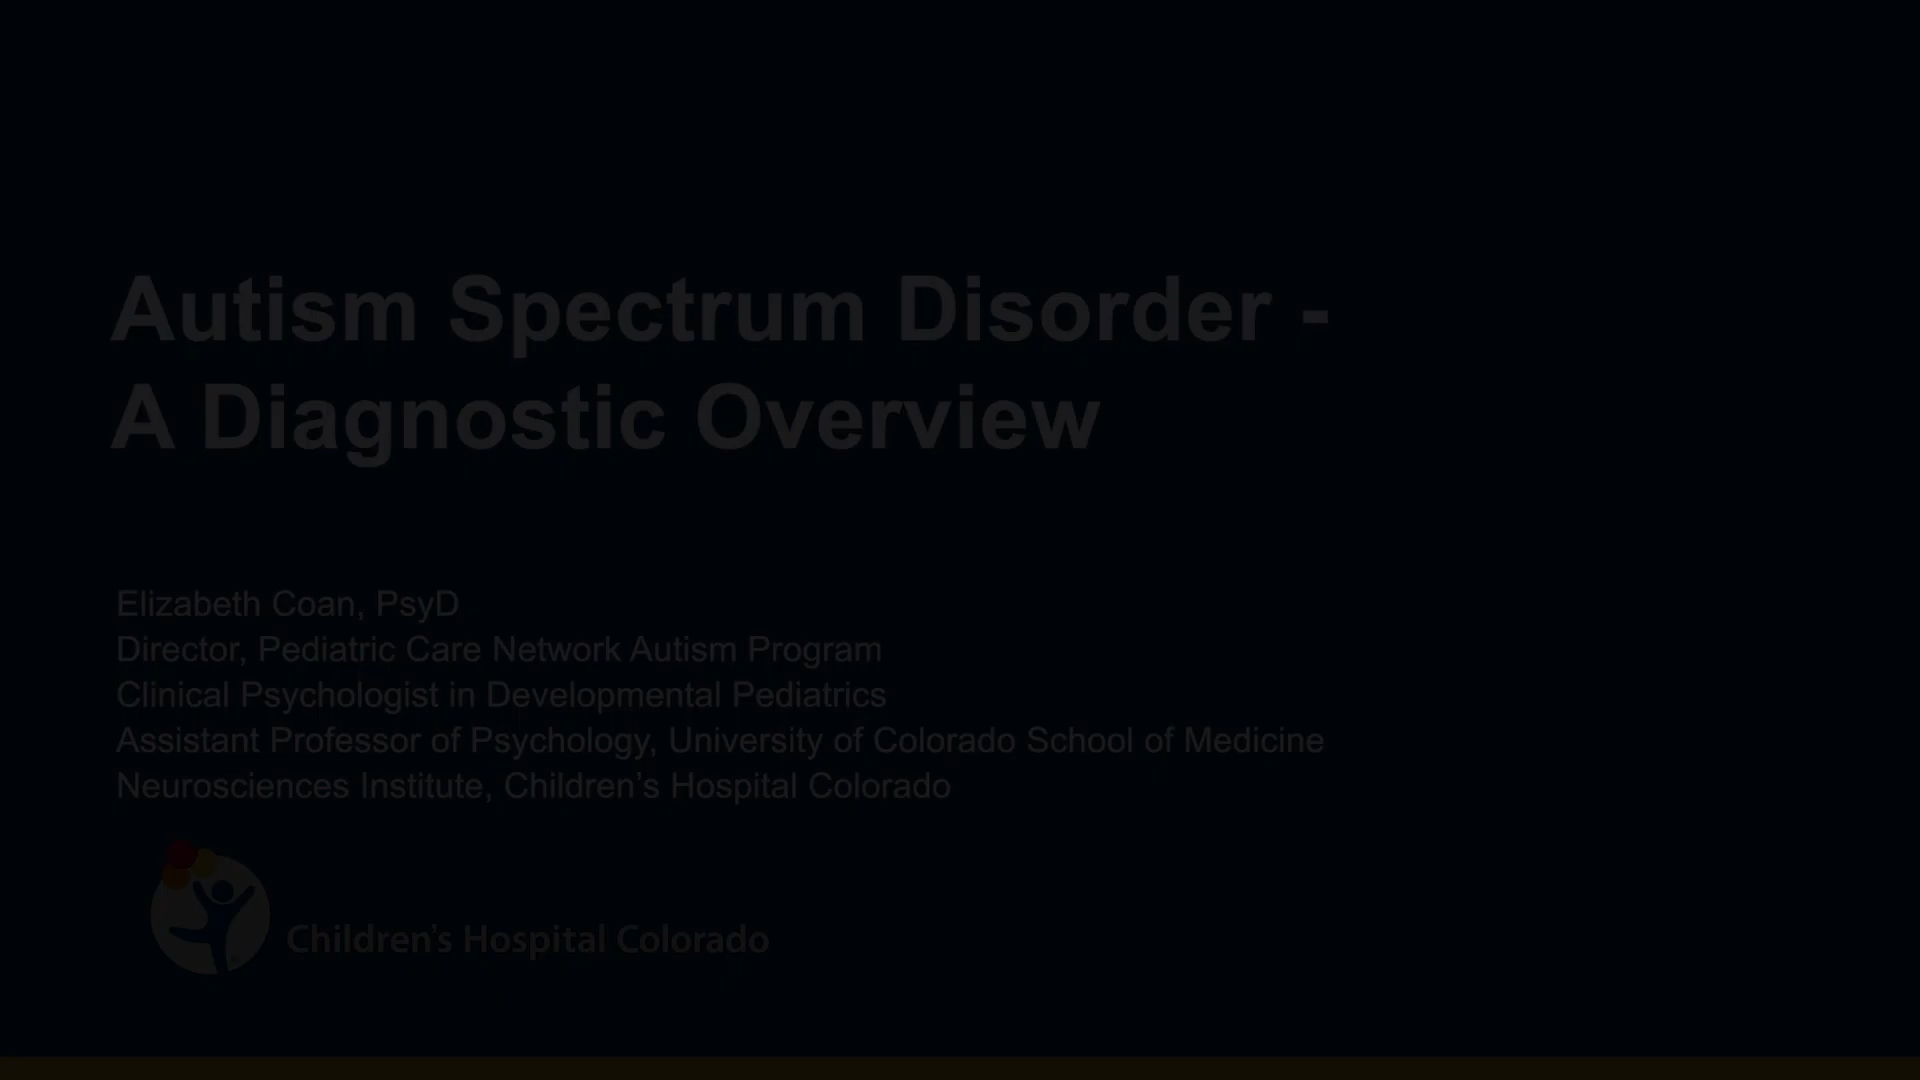 Autism Spectrum Disorder -
A Diagnostic Overview
Elizabeth Coan, PsyD
Director, Pediatric Care Network Autism Program
Clinical Psychologist in Developmental Pediatrics
Assistant Professor of Psychology, University of Colorado School of Medicine
Neurosciences Institute, Children’s Hospital Colorado
Children’s Hospital Colorado